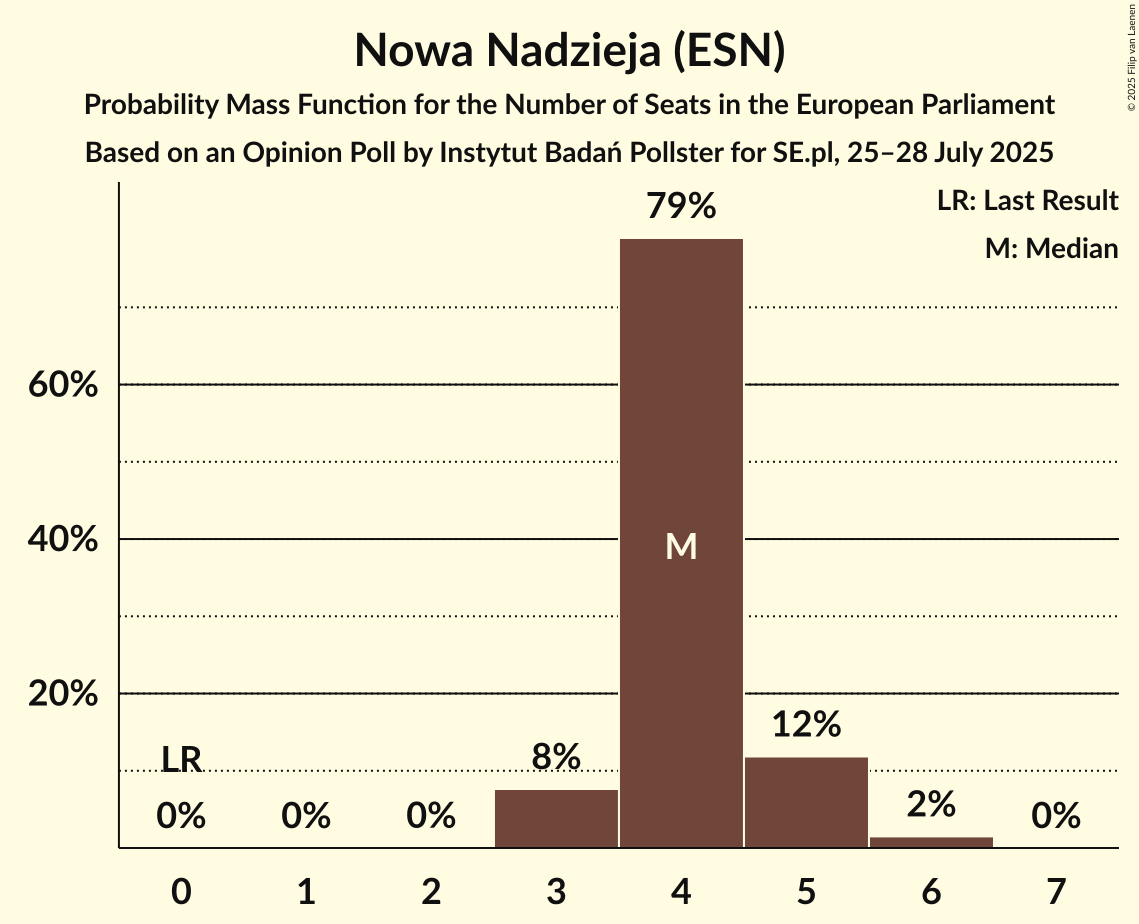 Nowa Nadzieja (ESN)
Probability Mass Function for the Number of Seats in the European Parliament
Based on an Opinion Poll by Instytut Badań Pollster for SE.pl, 25–28 July 2025
© 2025 Filip van Laenen
LR: Last Result
M: Median
79%
60%
40%
M
20%
12%
LR
8%
2%
0%
0%
0%
0%
0 1 2 3 4 5 6 7